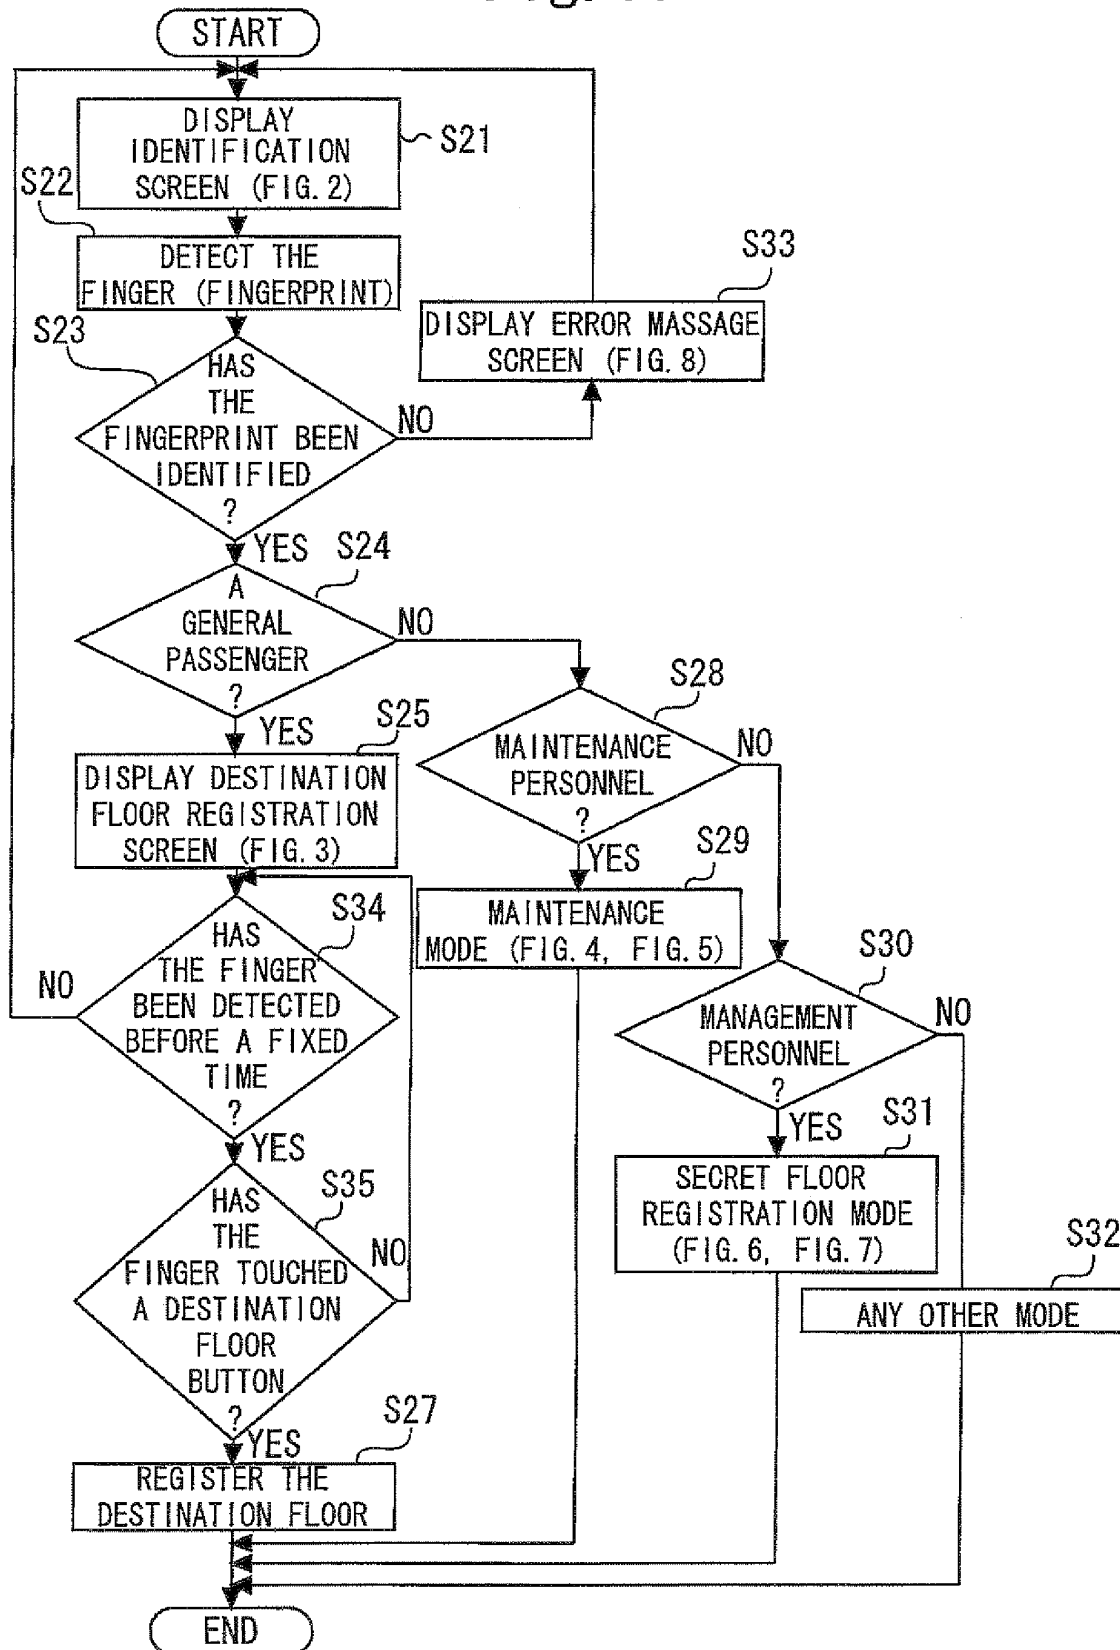 START
DISPLAY
IDENTIFICATION
SCREEN (FIG. 2)
S21
S22
DETECT THE
FINGER (FINGERPRINT)
S33
DISPLAY ERROR MASSAGE
SCREEN (FIG. 8)
S23
HAS
THE
FINGERPRINT BEEN
IDENTIFIED
?
NO
YES
S24
A
GENERAL
PASSENGER
?
NO
YES
S25
DISPLAY DESTINATION
FLOOR REGISTRATION
SCREEN (FIG. 3)
S28
MAINTENANCE
PERSONNEL
?
NO
YES
S29
MAINTENANCE
MODE (FIG. 4, FIG. 5)
S34
HAS
THE FINGER
BEEN DETECTED
BEFORE A FIXED
TIME
?
NO
YES
S30
MANAGEMENT
PERSONNEL
?
NO
YES
S31
SECRET FLOOR
REGISTRATION MODE
(FIG. 6, FIG. 7)
S35
HAS
THE
FINGER TOUCHED
A DESTINATION
FLOOR
BUTTON
?
NO
YES
S32
ANY OTHER MODE
S27
REGISTER THE
DESTINATION FLOOR
END